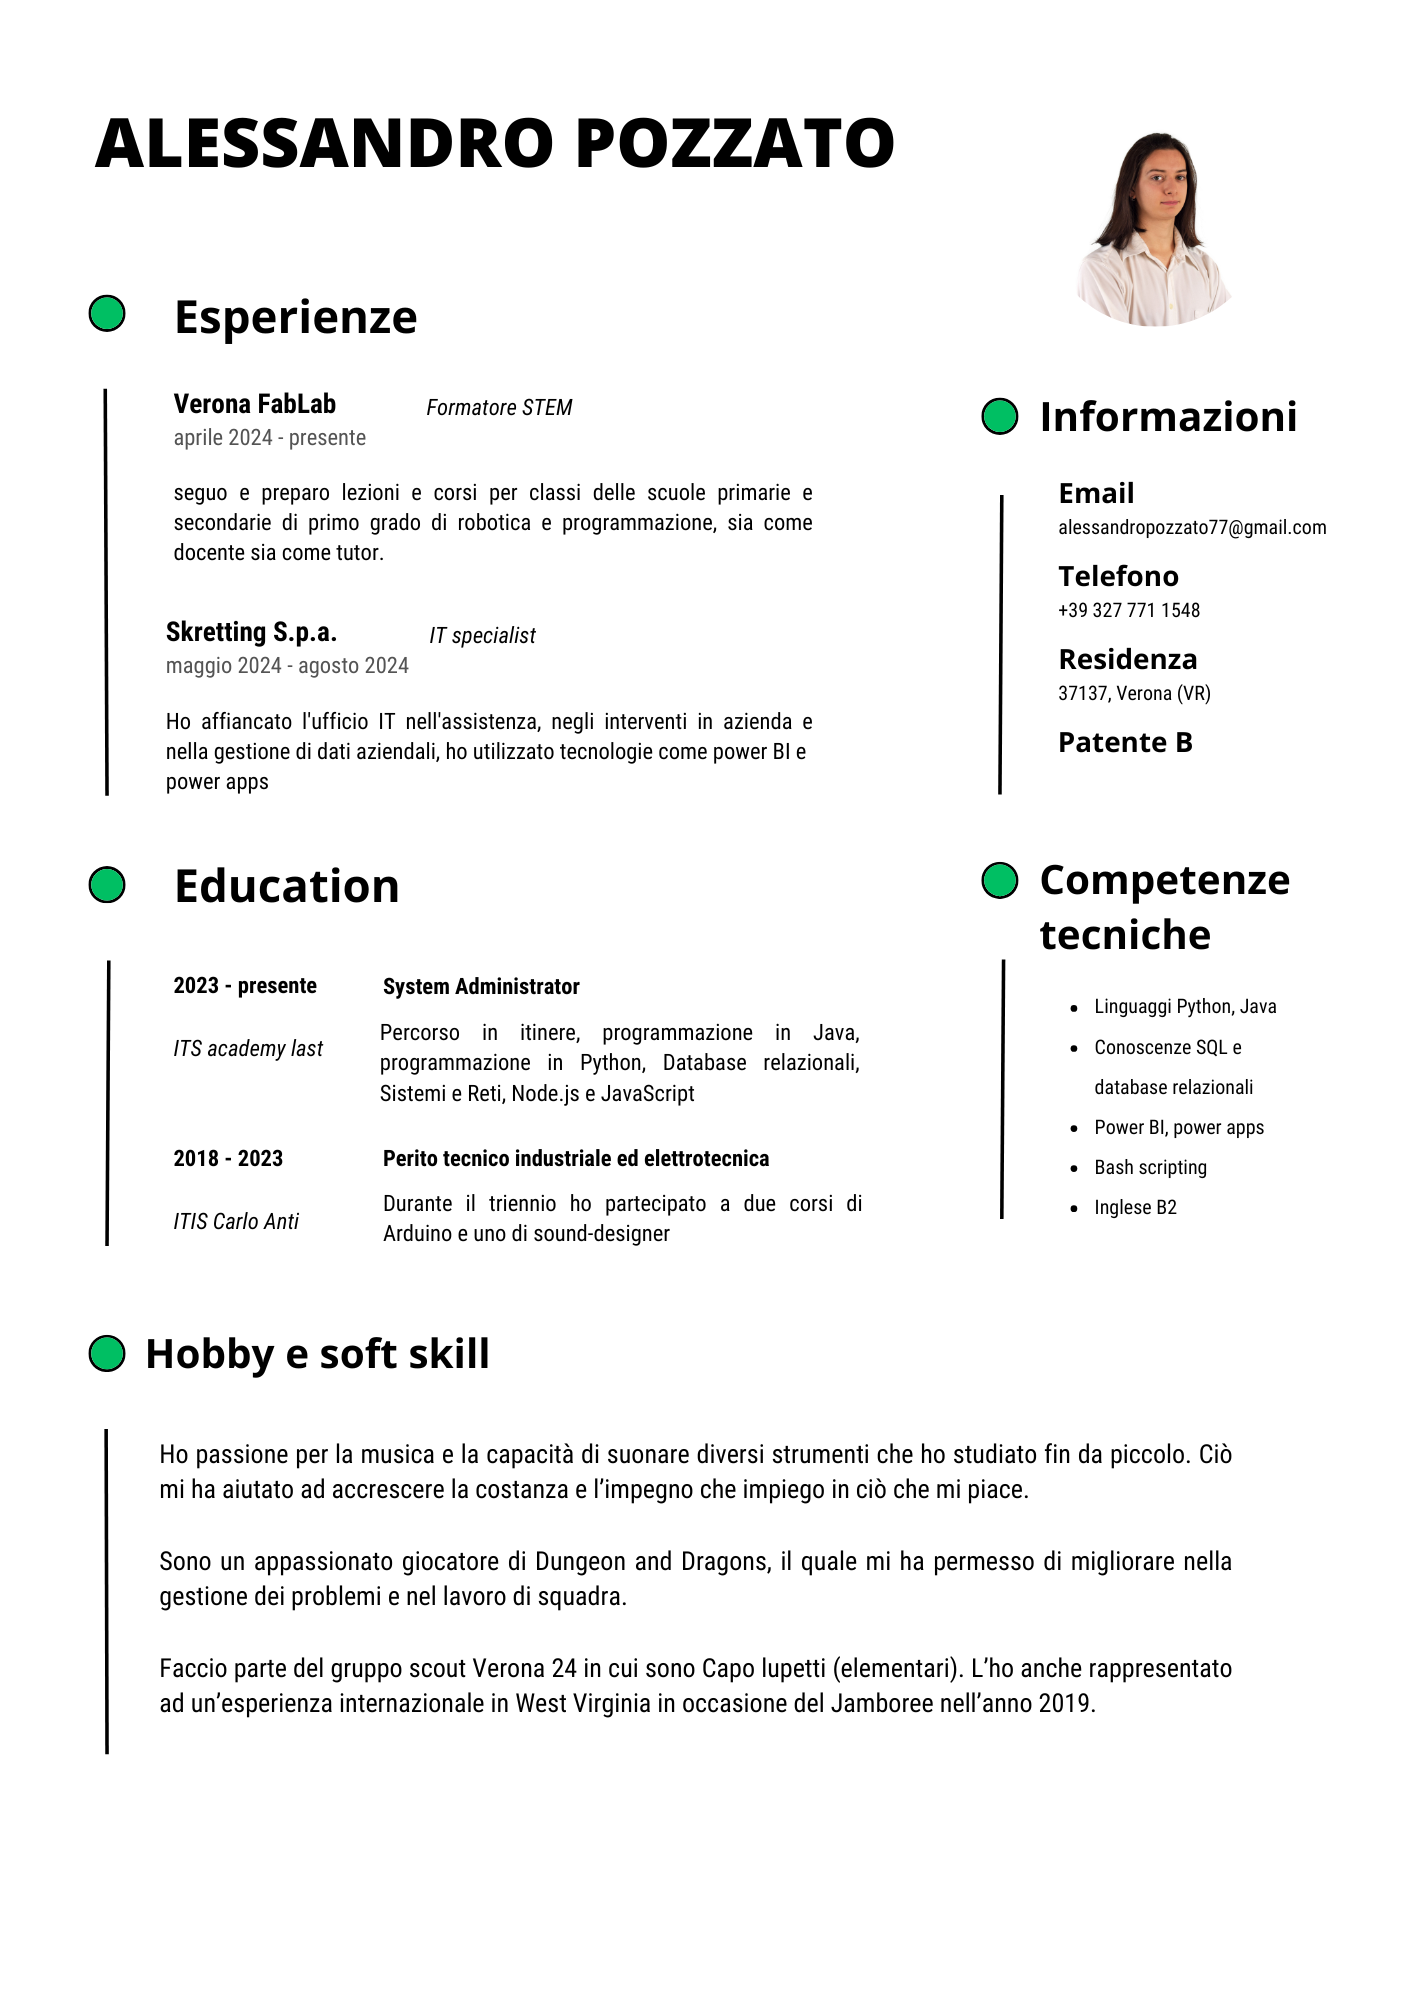 ALESSANDRO POZZATO
Esperienze
Verona FabLab
Formatore STEM
aprile 2024 - presente
seguo e preparo lezioni e corsi per classi delle scuole primarie e
secondarie di primo grado di robotica e programmazione, sia come
docente sia come tutor.
Skretting S.p.a.
IT specialist
maggio 2024 - agosto 2024
Ho affiancato l'ufficio IT nell'assistenza, negli interventi in azienda e
nella gestione di dati aziendali, ho utilizzato tecnologie come power BI e
power apps
Informazioni
Email
alessandropozzato77@gmail.com
Telefono
+39 327 771 1548
Residenza
37137, Verona (VR)
Patente B
Education
2023 - presente
System Administrator
ITS academy last
Percorso in itinere, programmazione in Java,
programmazione in Python, Database relazionali,
Sistemi e Reti, Node.js e JavaScript
2018 - 2023
Perito tecnico industriale ed elettrotecnica
ITIS Carlo Anti
Durante il triennio ho partecipato a due corsi di
Arduino e uno di sound-designer
Competenze
tecniche
• Linguaggi Python, Java
• Conoscenze SQL e
database relazionali
• Power BI, power apps
• Bash scripting
• Inglese B2
Hobby e soft skill
Ho passione per la musica e la capacità di suonare diversi strumenti che ho studiato fin da piccolo. Ciò
mi ha aiutato ad accrescere la costanza e l’impegno che impiego in ciò che mi piace.
Sono un appassionato giocatore di Dungeon and Dragons, il quale mi ha permesso di migliorare nella
gestione dei problemi e nel lavoro di squadra.
Faccio parte del gruppo scout Verona 24 in cui sono Capo lupetti (elementari). L’ho anche rappresentato
ad un’esperienza internazionale in West Virginia in occasione del Jamboree nell’anno 2019.